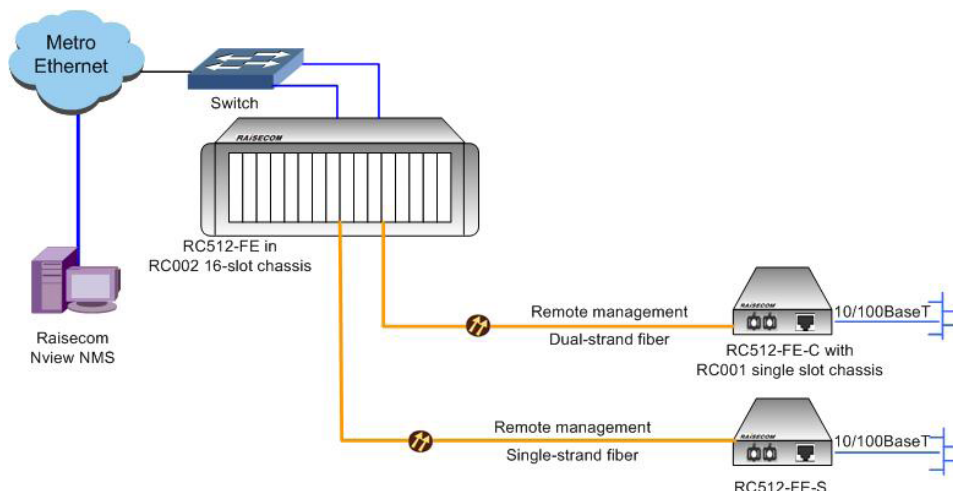 Metro
Ethernet
Switch
RAISECOM
RC512-FE in
RC002 16-slot chassis
Raisecom
Nview NMS
Remote management
Dual-strand fiber
RAISECOM
10/100BaseT
RC512-FE-C with
RC001 single slot chassis
Remote management
Single-strand fiber
RAISECOM
10/100BaseT
RC512-FE-S